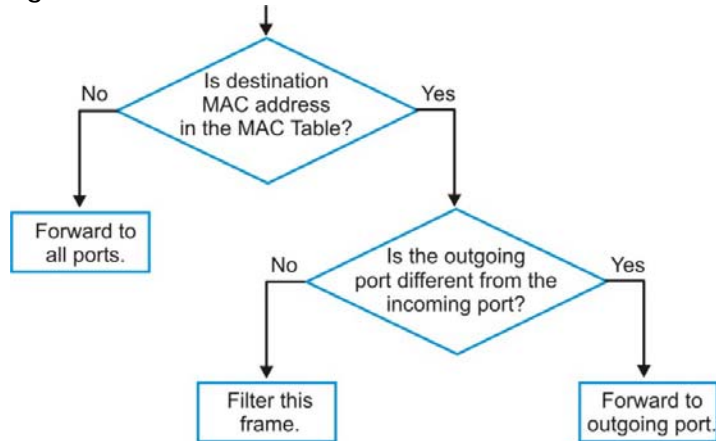 Is destination
MAC address
in the MAC Table?
No
Yes
Forward to
all ports.
Is the outgoing
port different from the
incoming port?
No
Yes
Filter this
frame.
Forward to
outgoing port.